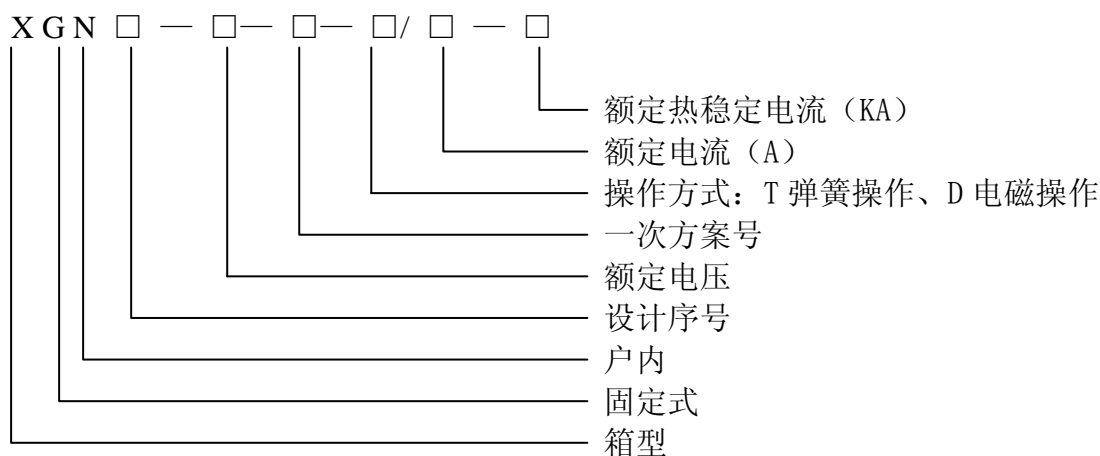 XGN □ — □— □— □/ □ — □
额定热稳定电流（KA）
额定电流（A）
操作方式：T 弹簧操作、D 电磁操作
一次方案号
额定电压
设计序号
户内
固定式
箱型